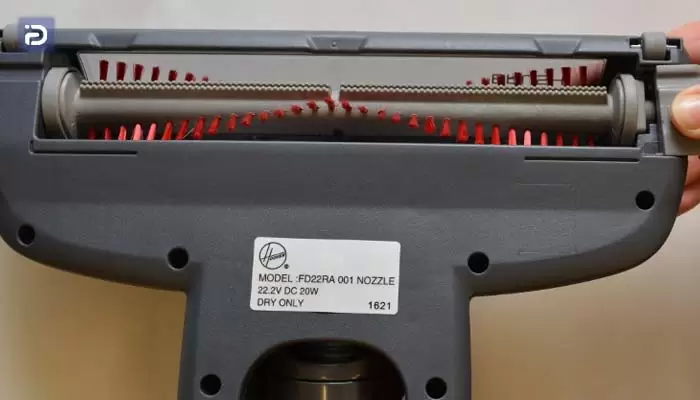 Hoover ®
MODEL :FD22RA 001 NOZZLE
22.2V DC 20W
DRY ONLY 1621